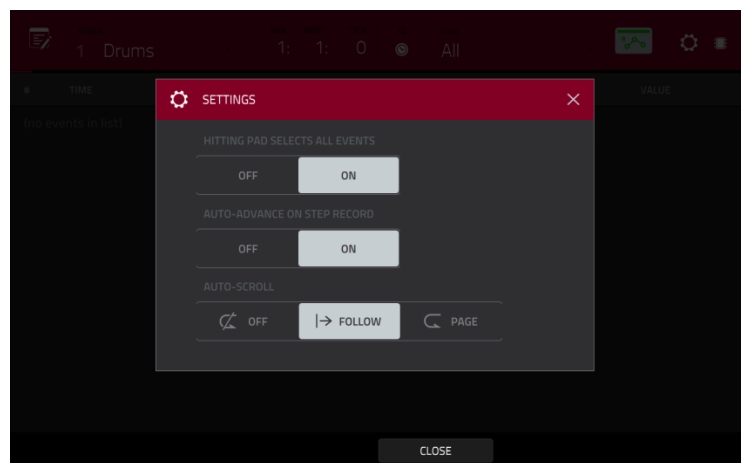 1 Drums 1: 1: 0 All
# TIME VALUE
(no events in list)
SETTINGS
HITTING PAD SELECTS ALL EVENTS
OFF ON
AUTO-ADVANCE ON STEP RECORD
OFF ON
AUTO-SCROLL
OFF FOLLOW PAGE
CLOSE